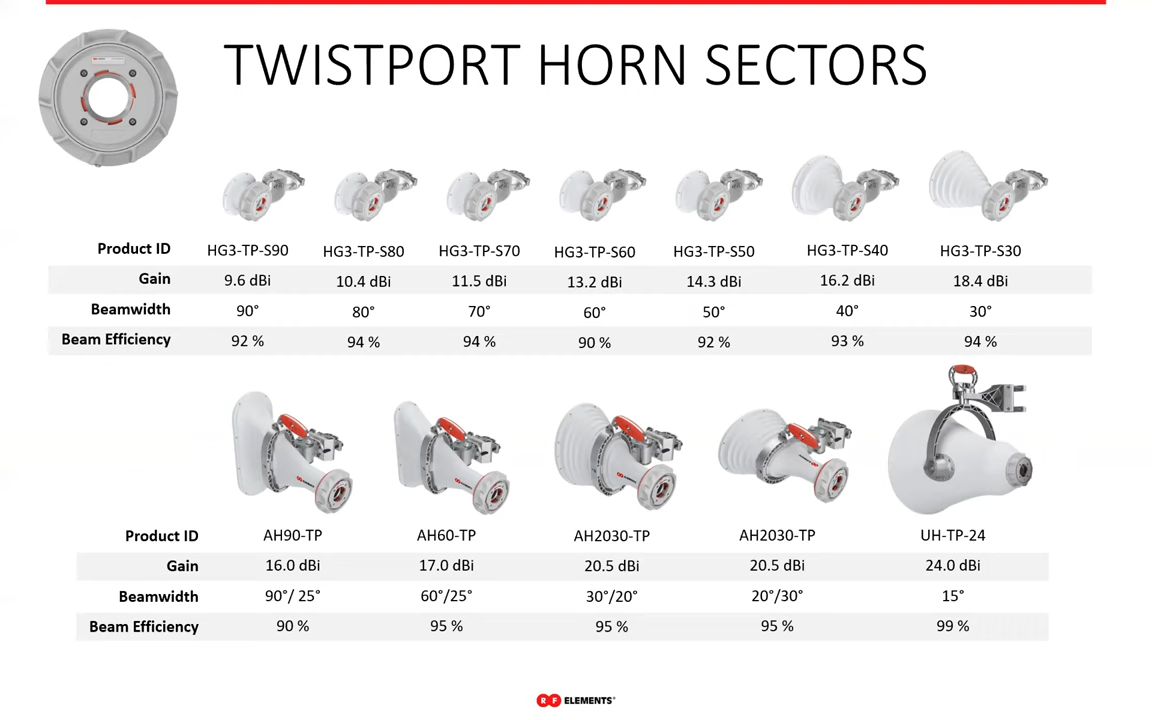 TWISTPORT HORN SECTORS
Product ID HG3-TP-S90 HG3-TP-S80 HG3-TP-S70 HG3-TP-S60 HG3-TP-S50 HG3-TP-S40 HG3-TP-S30
Gain 9.6 dBi 10.4 dBi 11.5 dBi 13.2 dBi 14.3 dBi 16.2 dBi 18.4 dBi
Beamwidth 90° 80° 70° 60° 50° 40° 30°
Beam Efficiency 92 % 94 % 94 % 90 % 92 % 93 % 94 %
Product ID AH90-TP AH60-TP AH2030-TP AH2030-TP UH-TP-24
Gain 16.0 dBi 17.0 dBi 20.5 dBi 20.5 dBi 24.0 dBi
Beamwidth 90°/ 25° 60°/25° 30°/20° 20°/30° 15°
Beam Efficiency 90 % 95 % 95 % 95 % 99 %
RF ELEMENTS